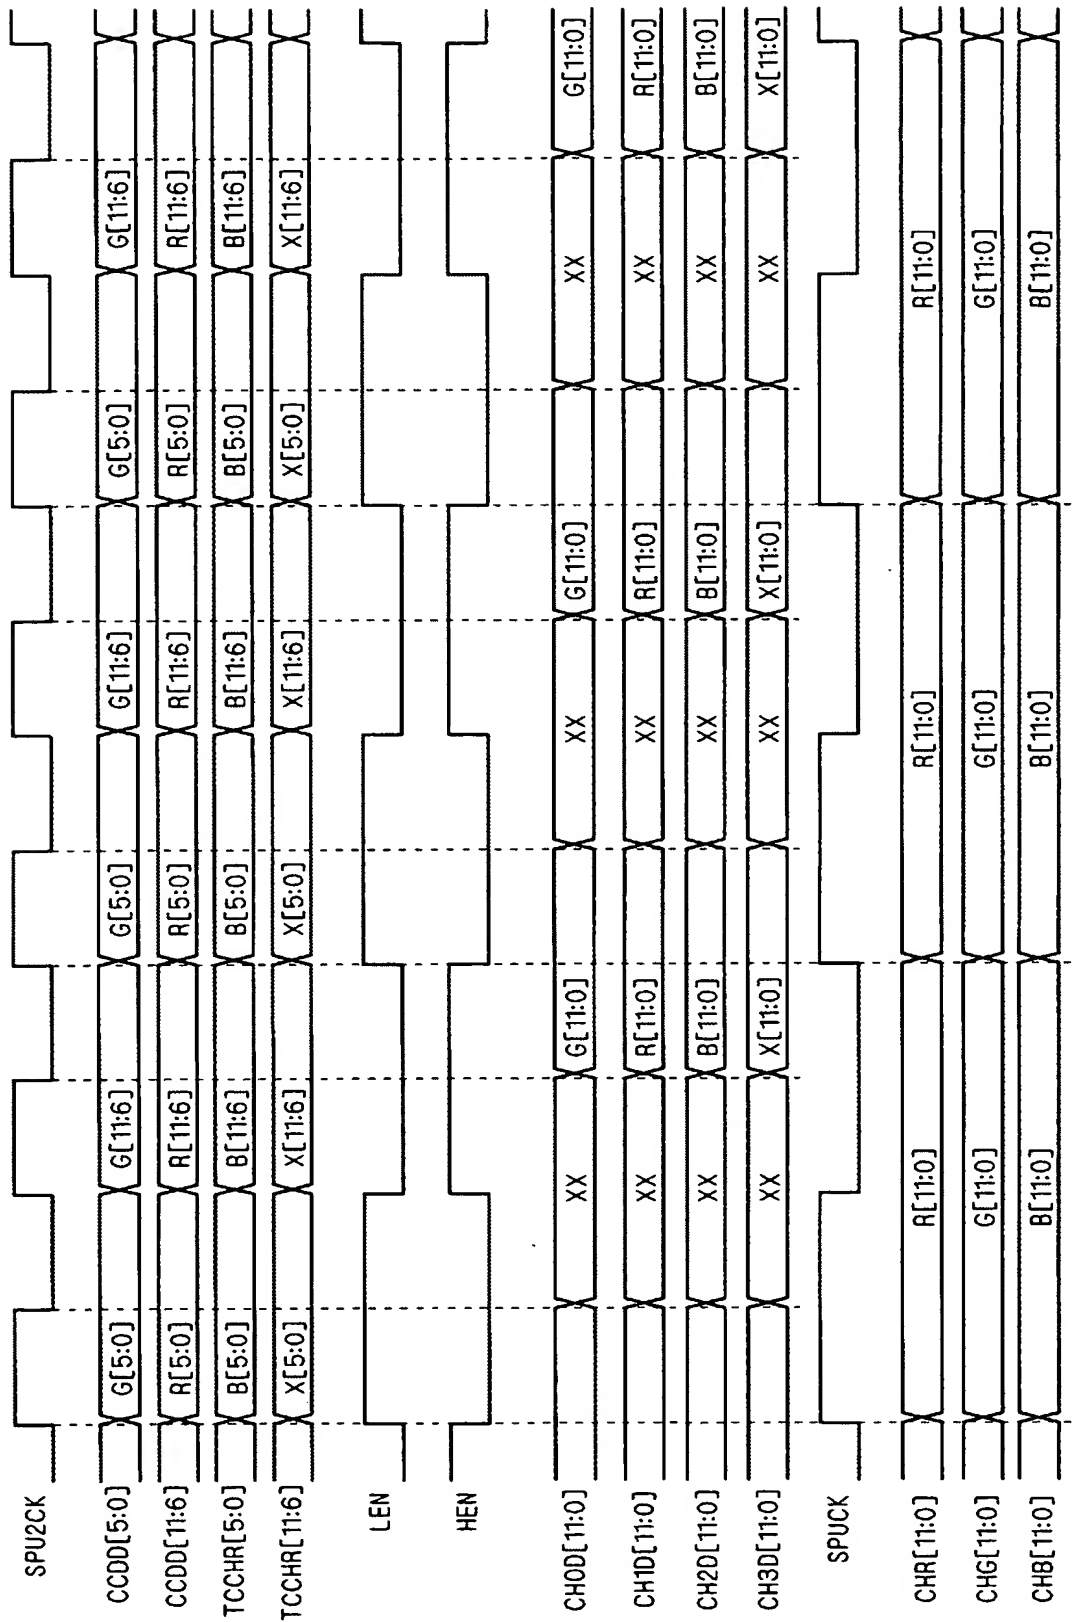 SPU2CK
CCDD[5:0] G[5:0] G[11:6] G[5:0] G[11:6] G[5:0] G[11:6]
CCDD[11:6] R[5:0] R[11:6] R[5:0] R[11:6] R[5:0] R[11:6]
TCCHR[5:0] B[5:0] B[11:6] B[5:0] B[11:6] B[5:0] B[11:6]
TCCHR[11:6] X[5:0] X[11:6] X[5:0] X[11:6] X[5:0] X[11:6]
LEN
HEN
CH0D[11:0] XX G[11:0] XX G[11:0] XX G[11:0]
CH1D[11:0] XX R[11:0] XX R[11:0] XX R[11:0]
CH2D[11:0] XX B[11:0] XX B[11:0] XX B[11:0]
CH3D[11:0] XX X[11:0] XX X[11:0] XX X[11:0]
SPUCK
CHR[11:0] R[11:0] R[11:0] R[11:0]
CHG[11:0] G[11:0] G[11:0] G[11:0]
CHB[11:0] B[11:0] B[11:0] B[11:0]